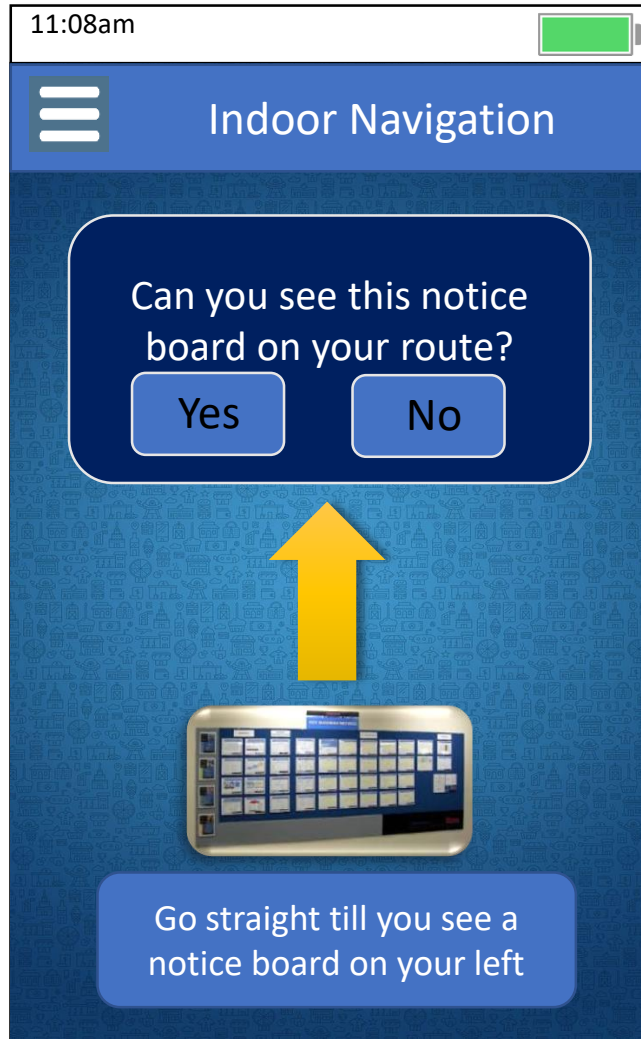 11:08am
Indoor Navigation
Can you see this notice
board on your route?
Yes No
Go straight till you see a
notice board on your left